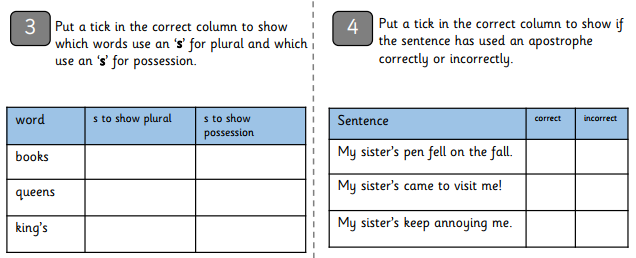 3
Put a tick in the correct column to show
which words use an ‘s’ for plural and which
use an ‘s’ for possession.
word s to show plural s to show
possession
books
queens
king’s
4
Put a tick in the correct column to show if
the sentence has used an apostrophe
correctly or incorrectly.
Sentence correct incorrect
My sister’s pen fell on the fall.
My sister’s came to visit me!
My sister’s keep annoying me.